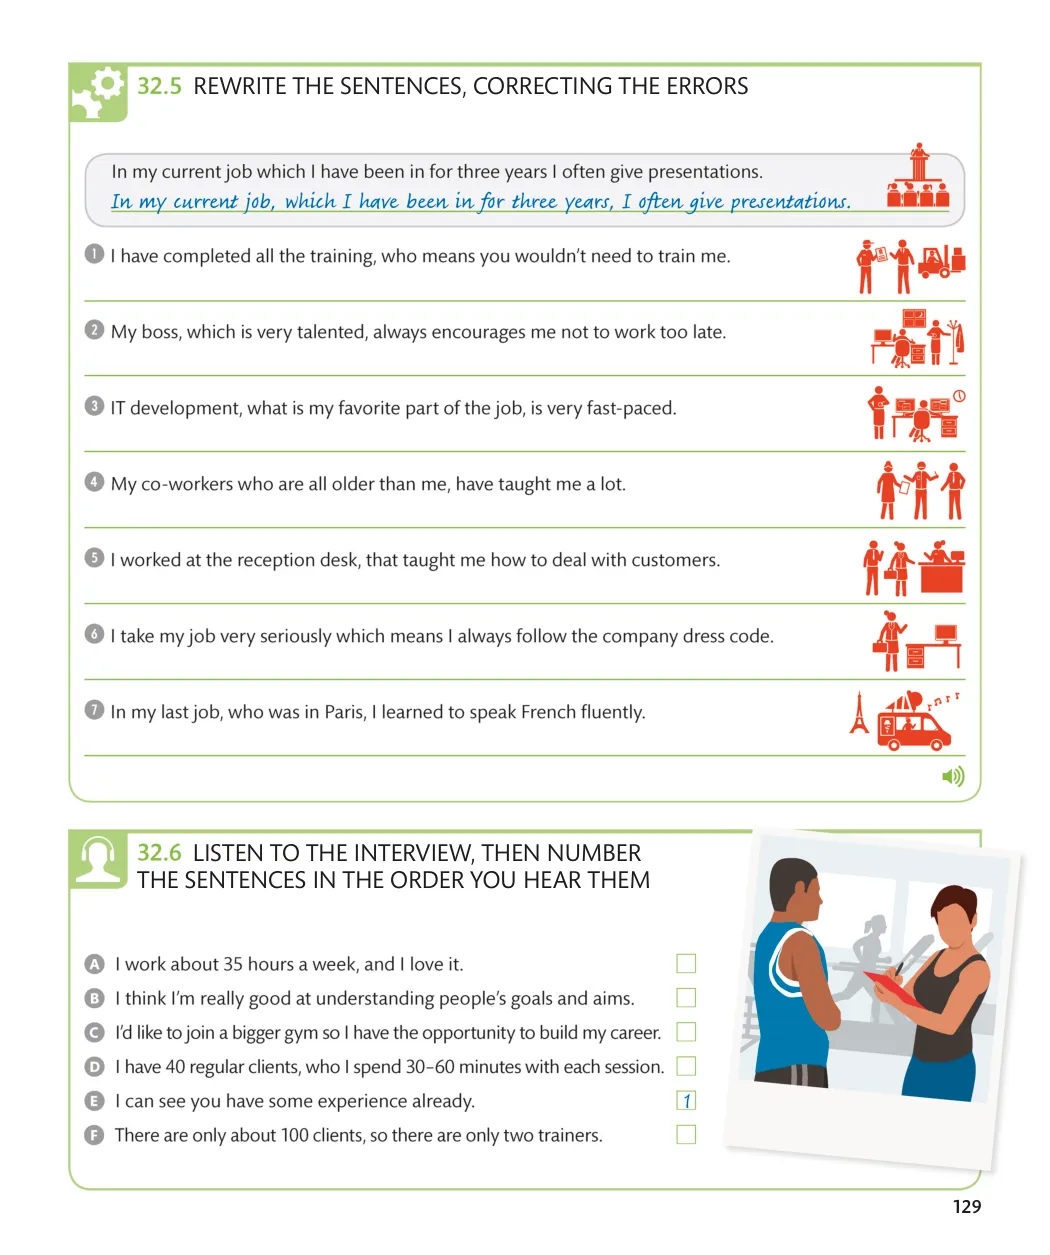 32.5 REWRITE THE SENTENCES, CORRECTING THE ERRORS
In my current job which I have been in for three years I often give presentations.
In my current job, which I have been in for three years, I often give presentations.
1 I have completed all the training, who means you wouldn't need to train me.
2 My boss, which is very talented, always encourages me not to work too late.
3 IT development, what is my favorite part of the job, is very fast-paced.
4 My co-workers who are all older than me, have taught me a lot.
5 I worked at the reception desk, that taught me how to deal with customers.
6 I take my job very seriously which means I always follow the company dress code.
7 In my last job, who was in Paris, I learned to speak French fluently.
32.6 LISTEN TO THE INTERVIEW, THEN NUMBER
THE SENTENCES IN THE ORDER YOU HEAR THEM
A I work about 35 hours a week, and I love it.
B I think I'm really good at understanding people's goals and aims.
C I'd like to join a bigger gym so I have the opportunity to build my career.
D I have 40 regular clients, who I spend 30–60 minutes with each session.
E I can see you have some experience already. 1
F There are only about 100 clients, so there are only two trainers.
129